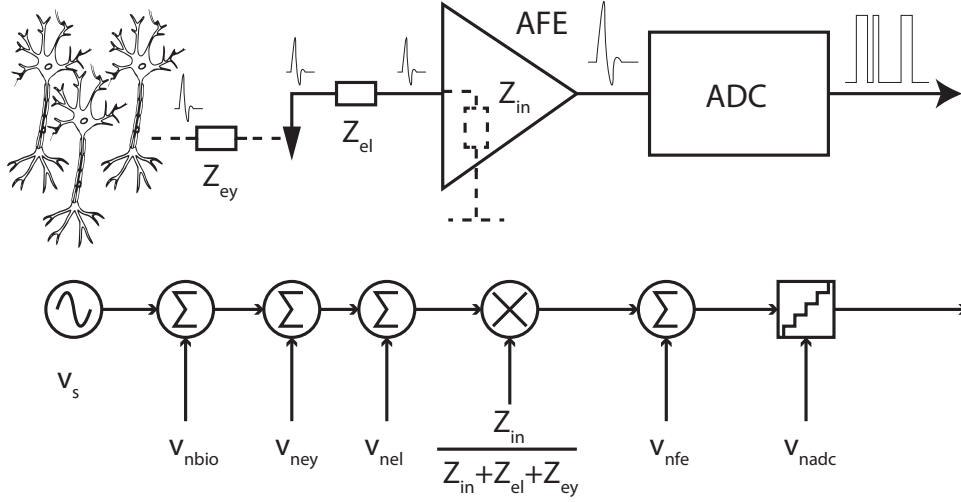 AFE
Z_in
ADC
Z_el
Z_ey
Σ Σ Σ Σ
v_s
v_nbio v_ney v_nel Z_in v_nfe v_nadc
Z_in+Z_el+Z_ey